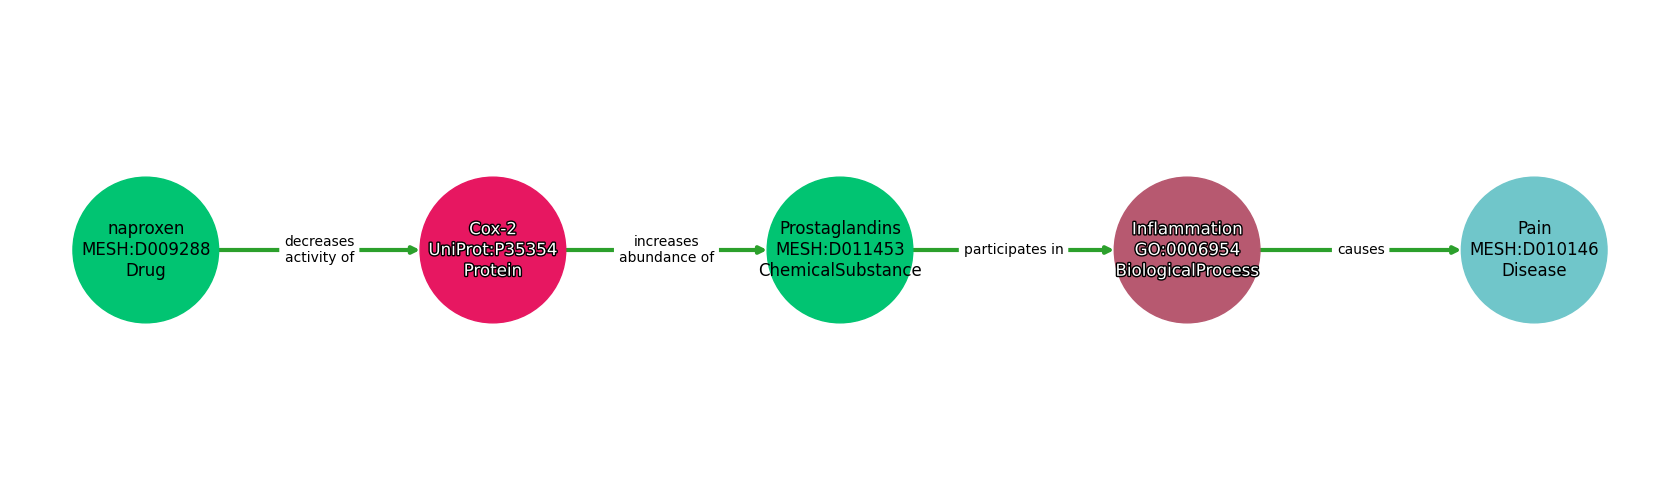 naproxen
MESH:D009288
Drug
decreases
activity of
Cox-2
UniProt:P35354
Protein
increases
abundance of
Prostaglandins
MESH:D011453
ChemicalSubstance
participates in
Inflammation
GO:0006954
BiologicalProcess
causes
Pain
MESH:D010146
Disease